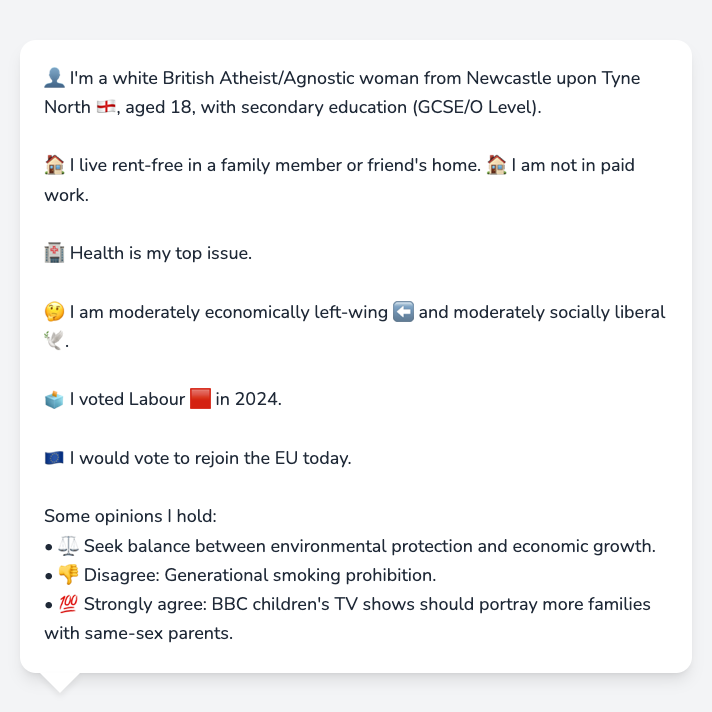 👤 I'm a white British Atheist/Agnostic woman from Newcastle upon Tyne
North 🏴󠁧󠁢󠁥󠁮󠁧󠁿, aged 18, with secondary education (GCSE/O Level).
🏠 I live rent-free in a family member or friend's home. 🏠 I am not in paid
work.
🏥 Health is my top issue.
🤔 I am moderately economically left-wing ⬅️ and moderately socially liberal
🕊️.
🗳️ I voted Labour 🟥 in 2024.
🇪🇺 I would vote to rejoin the EU today.
Some opinions I hold:
• ⚖️ Seek balance between environmental protection and economic growth.
• 👎 Disagree: Generational smoking prohibition.
• 💯 Strongly agree: BBC children's TV shows should portray more families
with same-sex parents.